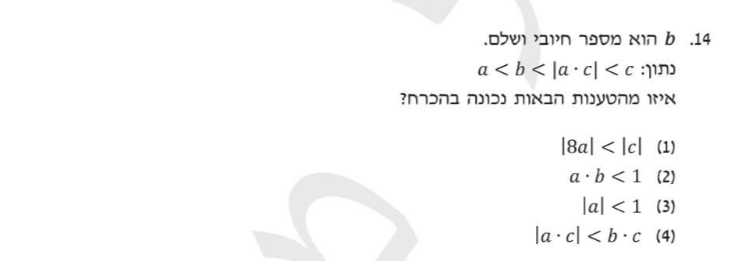 14. b הוא מספר חיובי ושלם.
נתון: a < b < |a · c| < c
איזו מהטענות הבאות נכונה בהכרח?
(1) |8a| < |c|
(2) a · b < 1
(3) |a| < 1
(4) |a · c| < b · c